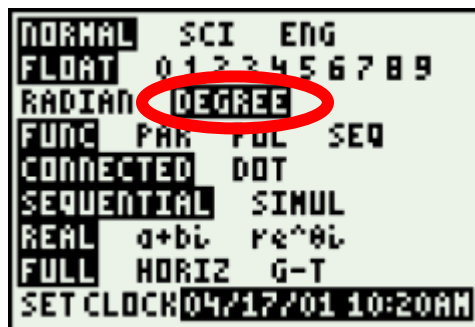 NORMAL SCI ENG
FLOAT 0 1 2 3 4 5 6 7 8 9
RADIAN DEGREE
FUNC PAR POL SEQ
CONNECTED DOT
SEQUENTIAL SIMUL
REAL a+bi re^θi
FULL HORIZ G-T
SET CLOCK 04/17/01 10:20AM